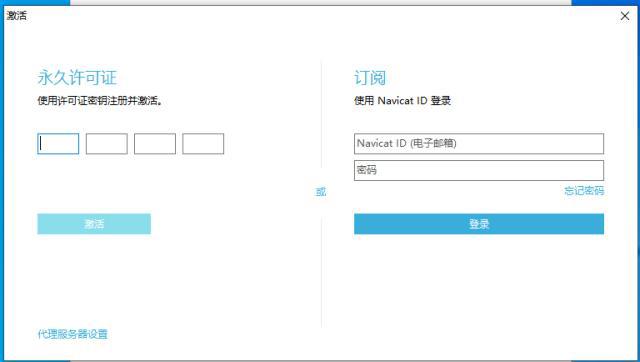 激活
永久许可证
使用许可证密钥注册并激活。
激活
代理服务器设置
或
订阅
使用 Navicat ID 登录
Navicat ID (电子邮箱)
密码
忘记密码
登录